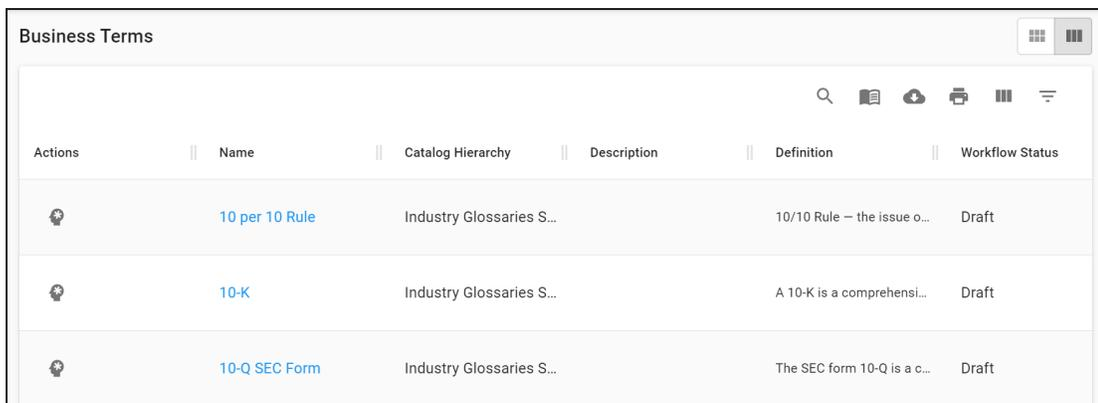 Business Terms
Actions Name Catalog Hierarchy Description Definition Workflow Status
10 per 10 Rule Industry Glossaries S... 10/10 Rule — the issue o... Draft
10-K Industry Glossaries S... A 10-K is a comprehensi... Draft
10-Q SEC Form Industry Glossaries S... The SEC form 10-Q is a c... Draft